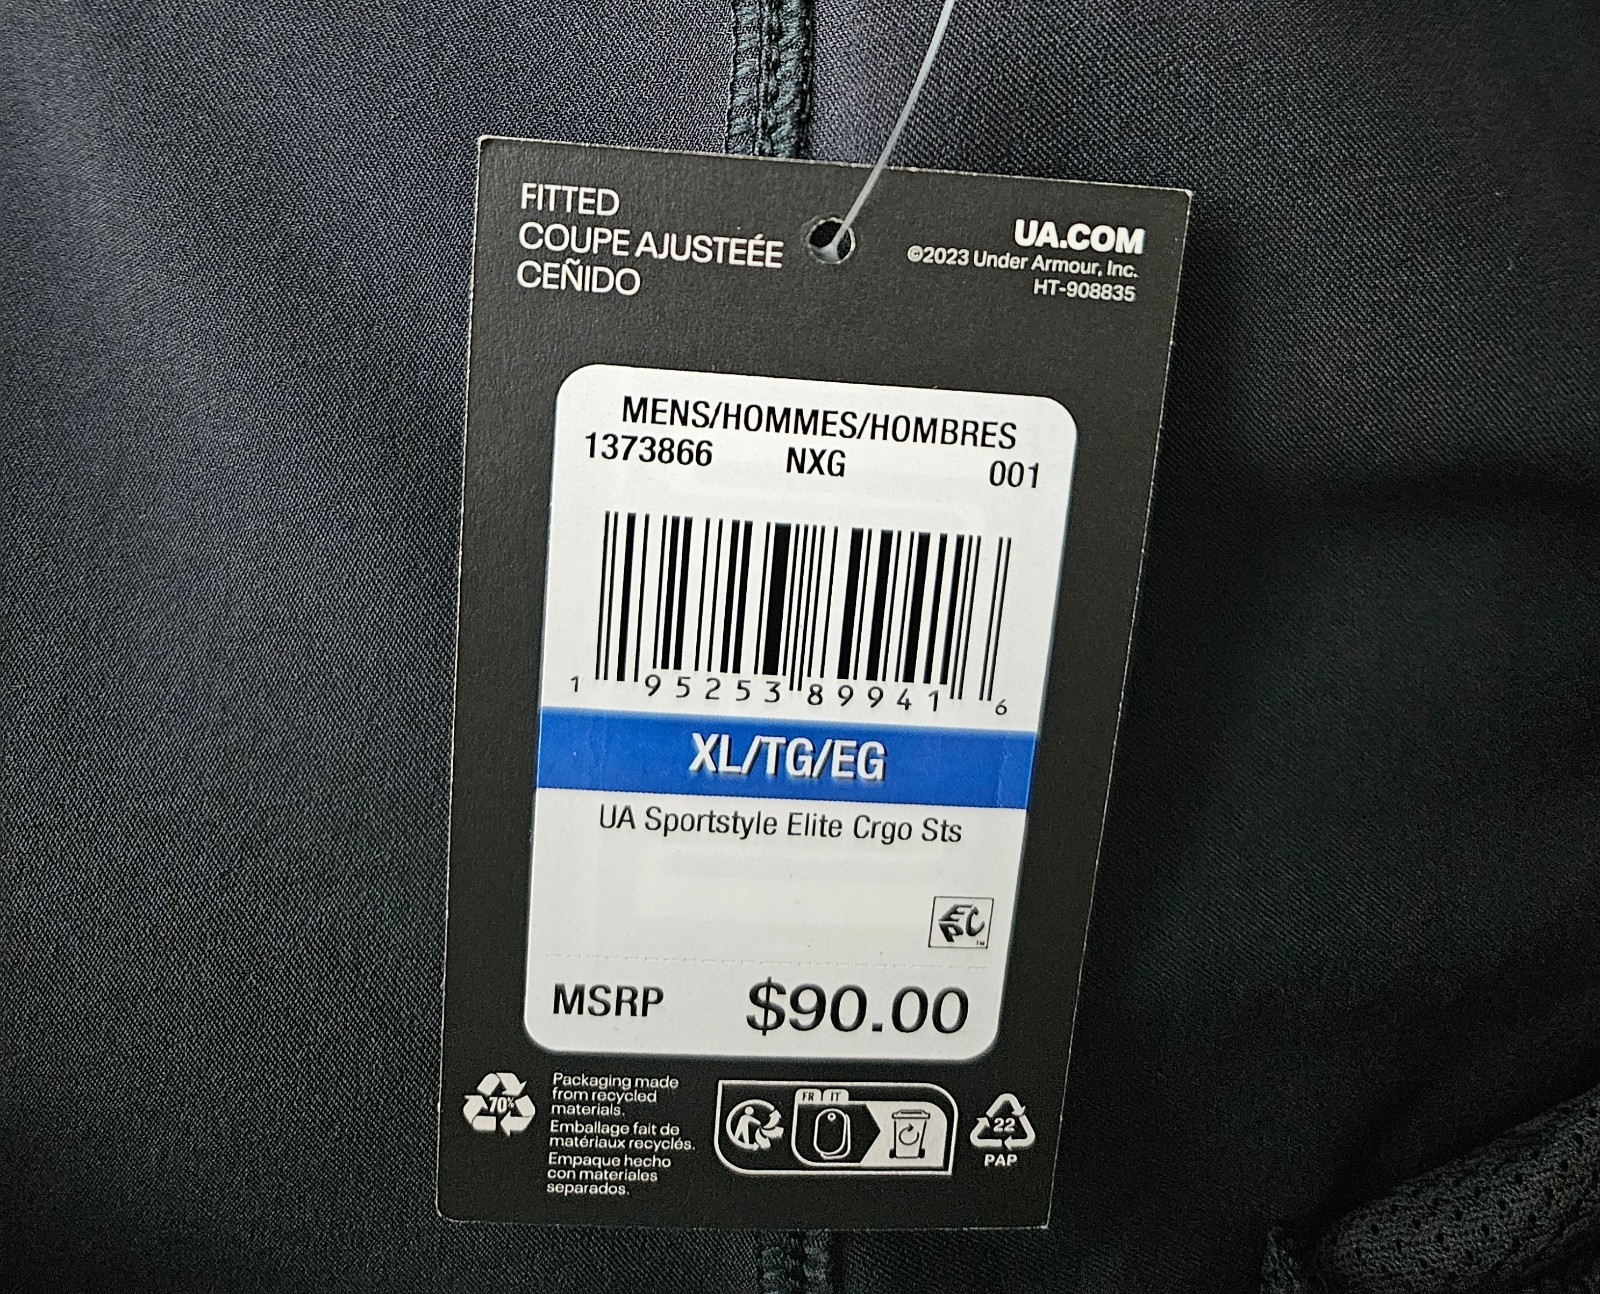 FITTED
COUPE AJUSTEÉE
CEÑIDO
UA.COM
©2023 Under Armour, Inc.
HT-908835
MENS/HOMMES/HOMBRES
1373866 NXG 001
1 95253 89941 6
XL/TG/EG
UA Sportstyle Elite Crgo Sts
EPC
TM
MSRP $90.00
70%
Packaging made
from recycled
materials.
Emballage fait de
matériaux recyclés.
Empaque hecho
con materiales
separados.
FR IT
22
PAP